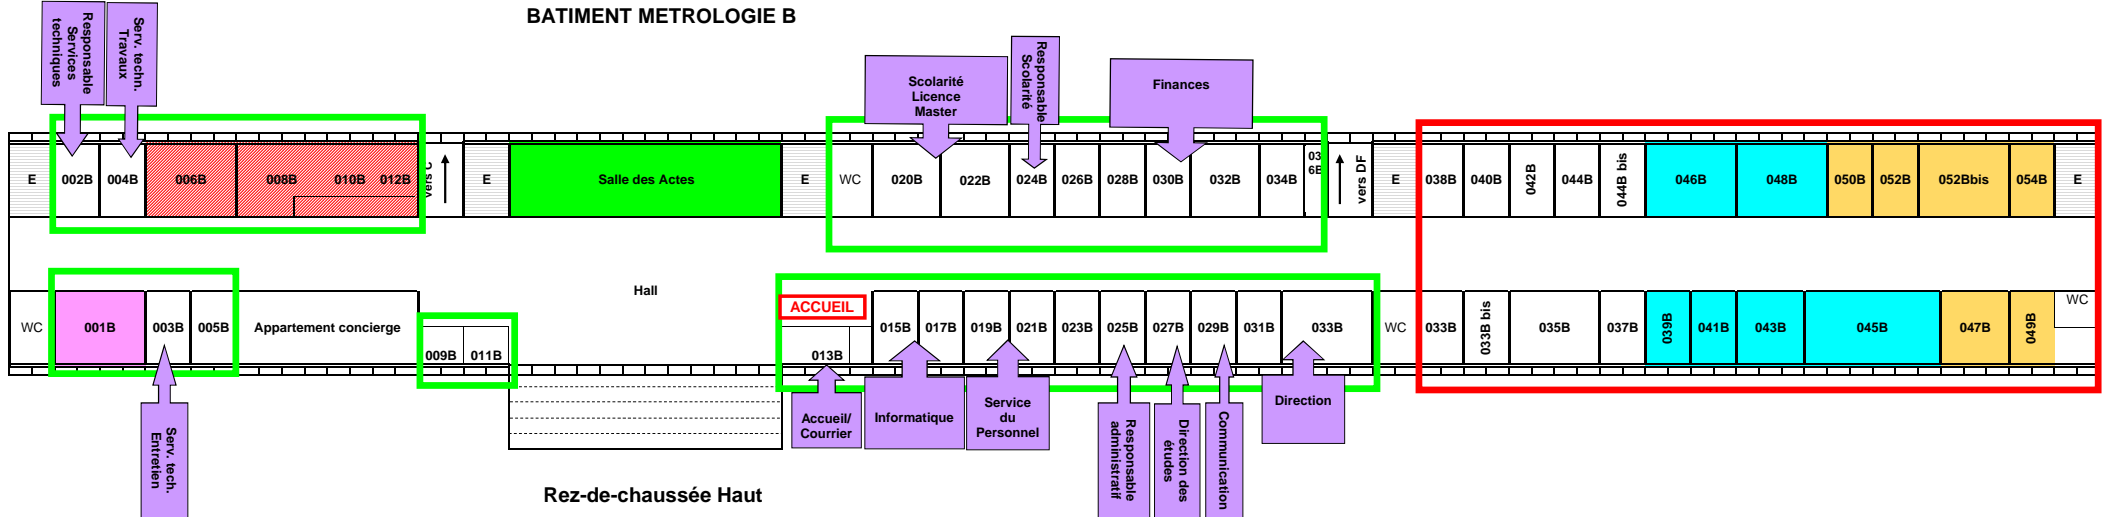 BATIMENT METROLOGIE B
Responsable
Services
techniques
Serv. techn.
Travaux
Scolarité
Licence
Master
Responsable
Scolarité
Finances
E
002B
004B
006B
008B
010B
012B
vers C
E
Salle des Actes
E
WC
020B
022B
024B
026B
028B
030B
032B
034B
03
6B
vers DF
E
038B
040B
042B
044B
044B bis
046B
048B
050B
052B
052Bbis
054B
E
Hall
WC
001B
003B
005B
Appartement concierge
009B
011B
ACCUEIL
013B
015B
017B
019B
021B
023B
025B
027B
029B
031B
033B
WC
033B
033B bis
035B
037B
039B
041B
043B
045B
047B
049B
WC
Serv. tech.
Entretien
Accueil/
Courrier
Informatique
Service
du
Personnel
Responsable
administratif
Direction des
études
Communication
Direction
Rez-de-chaussée Haut